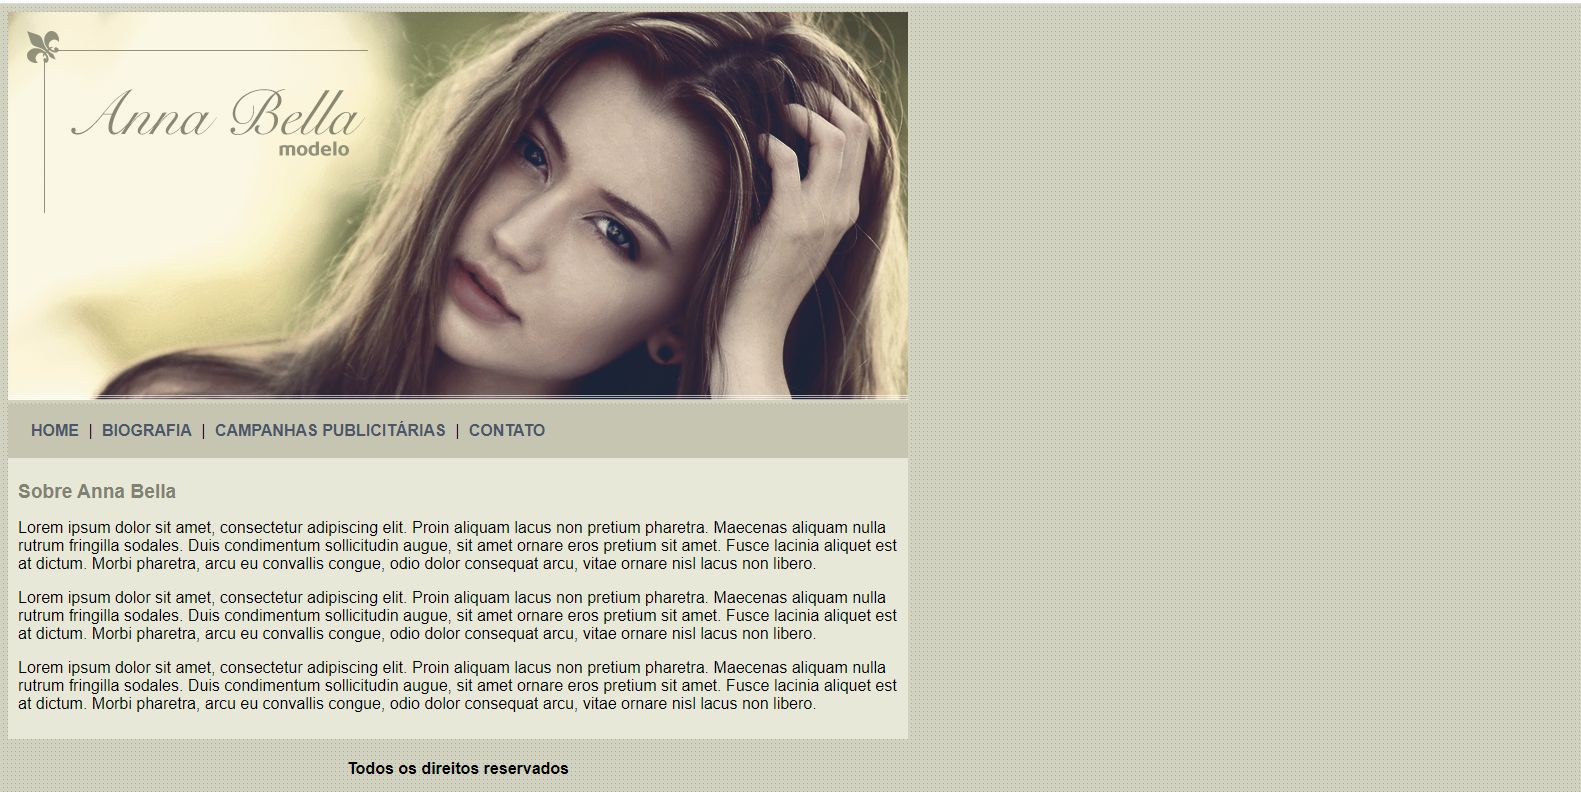 Anna Bella
modelo
HOME | BIOGRAFIA | CAMPANHAS PUBLICITÁRIAS | CONTATO
Sobre Anna Bella
Lorem ipsum dolor sit amet, consectetur adipiscing elit. Proin aliquam lacus non pretium pharetra. Maecenas aliquam nulla
rutrum fringilla sodales. Duis condimentum sollicitudin augue, sit amet ornare eros pretium sit amet. Fusce lacinia aliquet est
at dictum. Morbi pharetra, arcu eu convallis congue, odio dolor consequat arcu, vitae ornare nisl lacus non libero.
Lorem ipsum dolor sit amet, consectetur adipiscing elit. Proin aliquam lacus non pretium pharetra. Maecenas aliquam nulla
rutrum fringilla sodales. Duis condimentum sollicitudin augue, sit amet ornare eros pretium sit amet. Fusce lacinia aliquet est
at dictum. Morbi pharetra, arcu eu convallis congue, odio dolor consequat arcu, vitae ornare nisl lacus non libero.
Lorem ipsum dolor sit amet, consectetur adipiscing elit. Proin aliquam lacus non pretium pharetra. Maecenas aliquam nulla
rutrum fringilla sodales. Duis condimentum sollicitudin augue, sit amet ornare eros pretium sit amet. Fusce lacinia aliquet est
at dictum. Morbi pharetra, arcu eu convallis congue, odio dolor consequat arcu, vitae ornare nisl lacus non libero.
Todos os direitos reservados